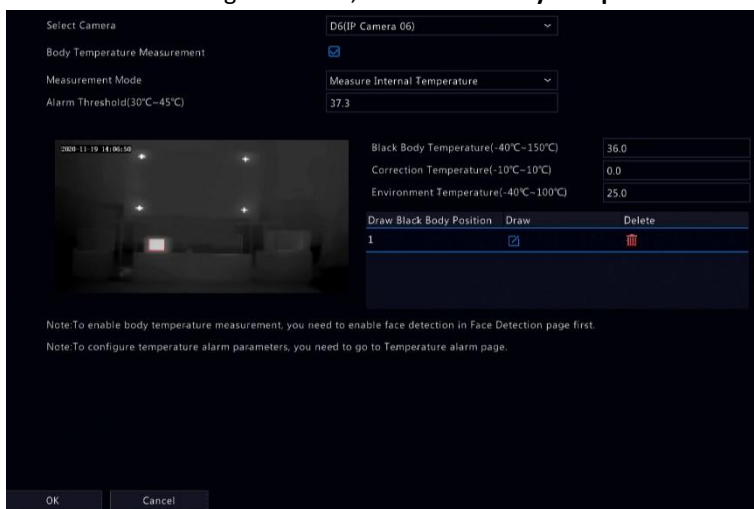 Select Camera D6(IP Camera 06)
Body Temperature Measurement
Measurement Mode Measure Internal Temperature
Alarm Threshold(30℃~45℃) 37.3
2020-11-19 14:06:50
Black Body Temperature(-40℃~150℃) 36.0
Correction Temperature(-10℃~10℃) 0.0
Environment Temperature(-40℃~100℃) 25.0
Draw Black Body Position Draw Delete
1
Note:To enable body temperature measurement, you need to enable face detection in Face Detection page first.
Note:To configure temperature alarm parameters, you need to go to Temperature alarm page.
OK Cancel